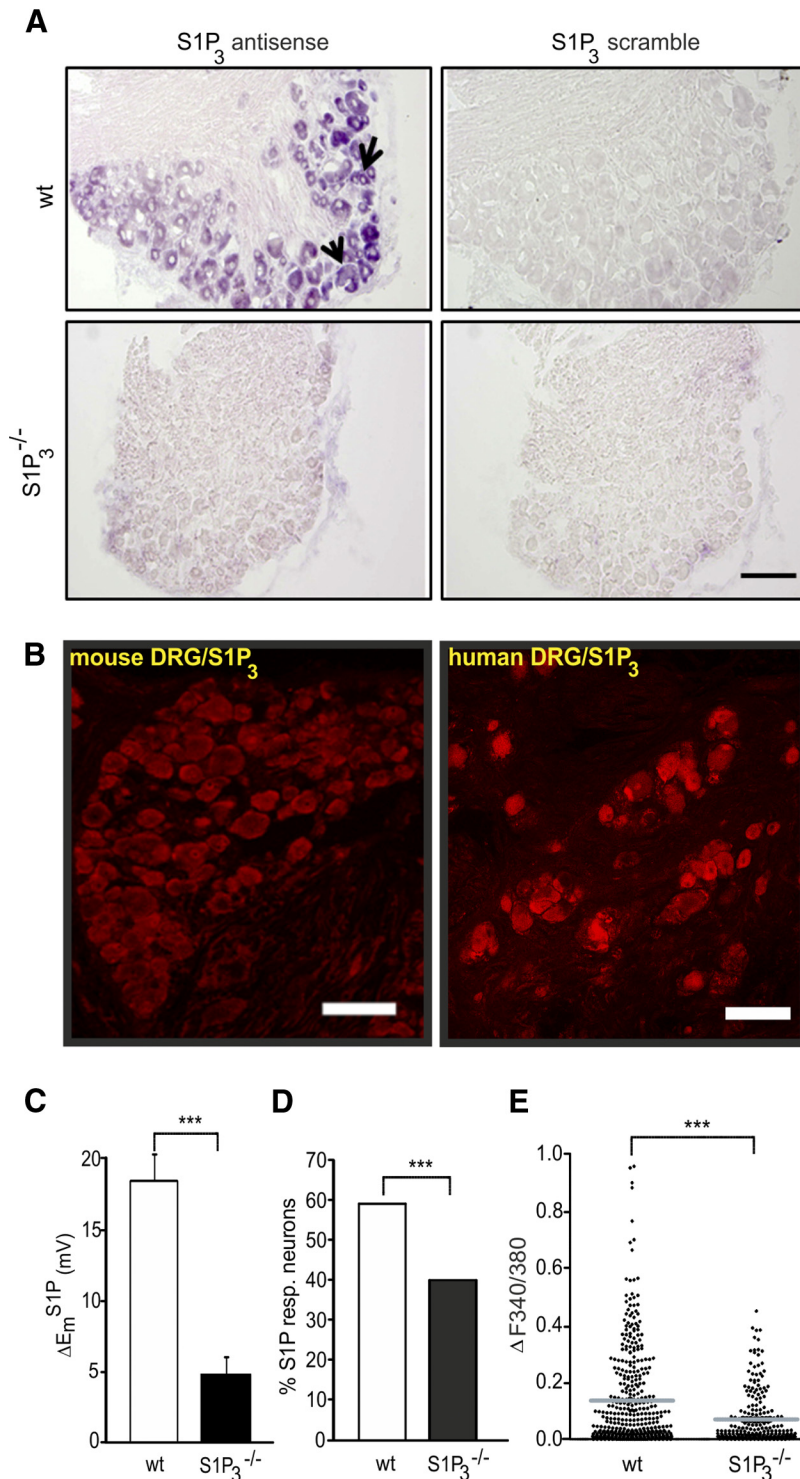 A
S1P3 antisense
S1P3 scramble
wt
S1P3-/-
B
mouse DRG/S1P3
human DRG/S1P3
C
***
20
15
10
5
0
ΔEmS1P (mV)
wt
S1P3-/-
D
***
70
60
50
40
30
20
10
0
% S1P resp. neurons
wt
S1P3-/-
E
***
1.0
0.8
0.6
0.4
0.2
0.0
ΔF340/380
wt
S1P3-/-